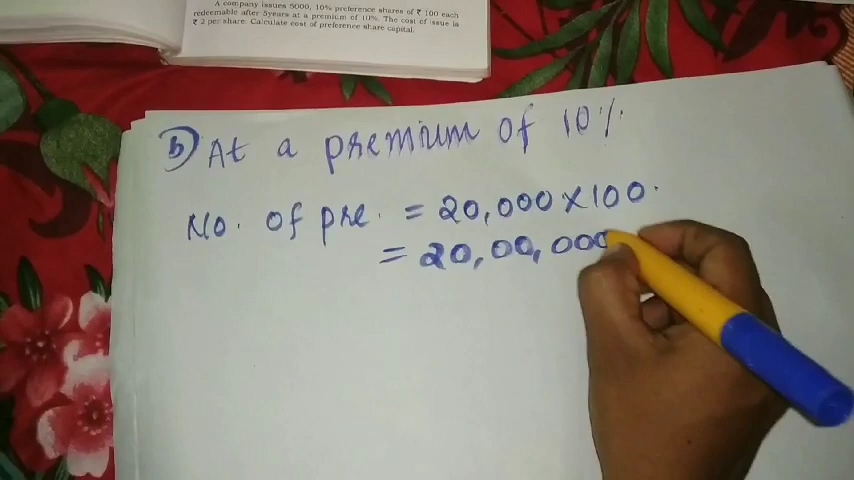 A company issues 5000, 10% preference shares of ₹ 100 each
redeemable after 5years at a premium of 10%. The cost of issue is
₹ 2 per share. Calculate cost of preference share capital.
b) At a premium of 10%
No. of pre. = 20,000 × 100.
= 20,00,000